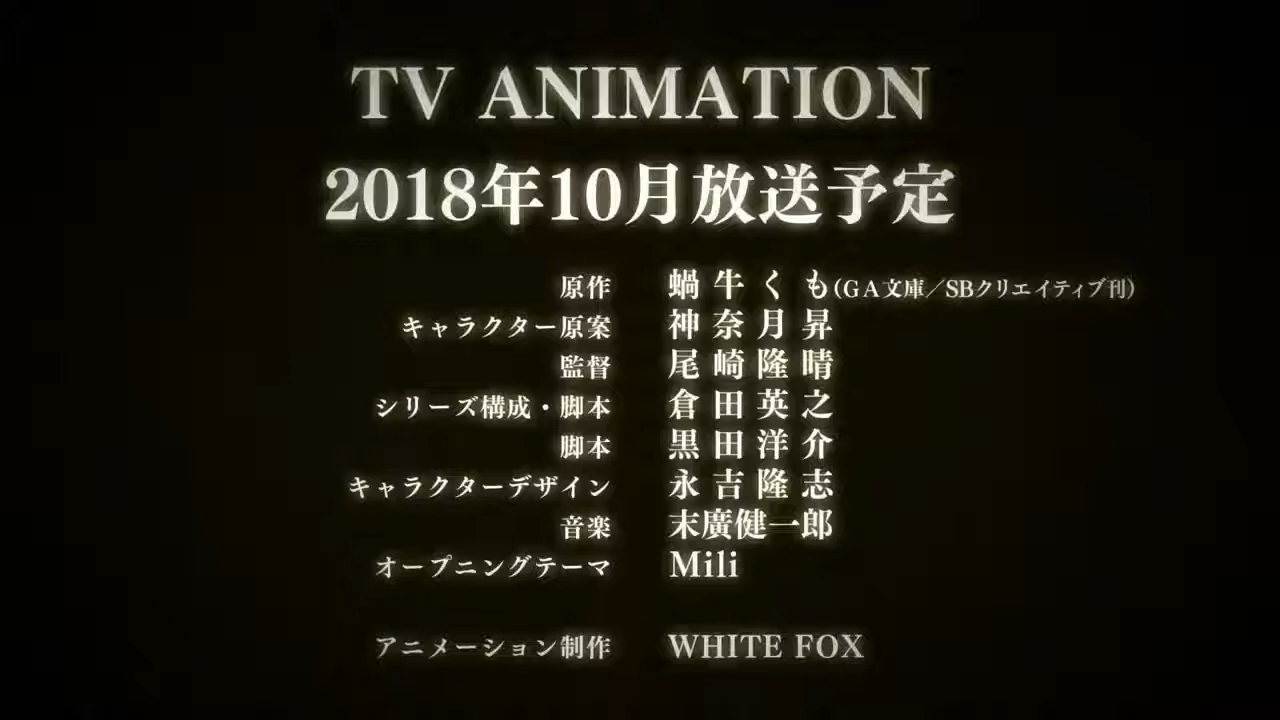 TV ANIMATION
2018年10月放送予定
原作 蝸牛くも(GA文庫／SBクリエイティブ刊)
キャラクター原案 神奈月昇
監督 尾崎隆晴
シリーズ構成・脚本 倉田英之
脚本 黒田洋介
キャラクターデザイン 永吉隆志
音楽 末廣健一郎
オープニングテーマ Mili
アニメーション制作 WHITE FOX